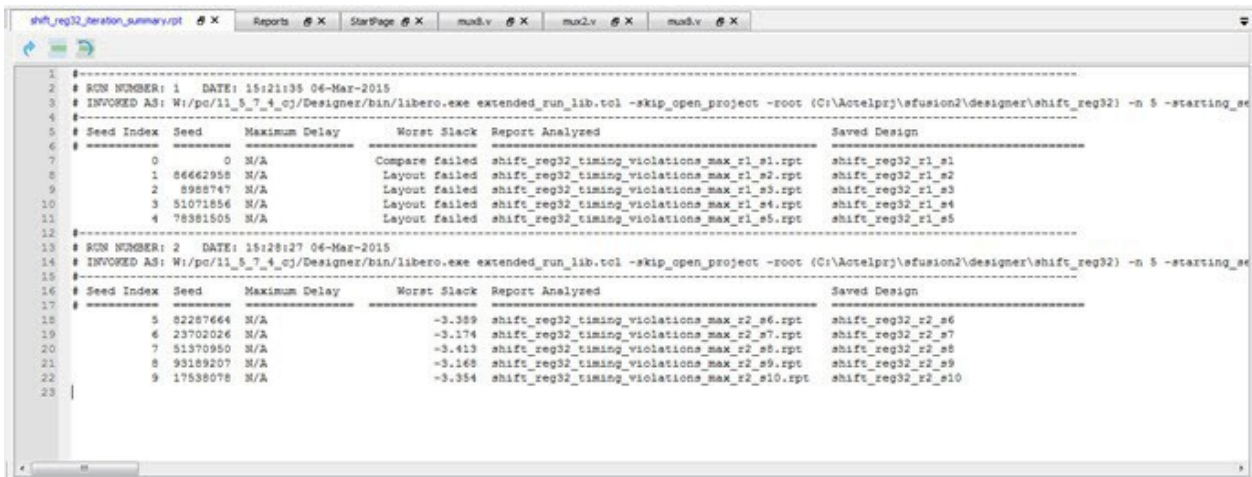 shift_reg32_iteration_summary.rpt Reports StartPage mux8.v mux2.v mux8.v
1 #--------------------------------------------------------------------------------
2 # RUN NUMBER: 1 DATE: 15:21:35 06-Mar-2015
3 # INVOKED AS: W:/pc/11_5_7_4_cj/Designer/bin/libero.exe extended_run_lib.tcl -skip_open_project -root {C:\Actelprj\sfusion2\designer\shift_reg32} -n 5 -starting_se
4 #--------------------------------------------------------------------------------
5 # Seed Index Seed Maximum Delay Worst Slack Report Analyzed Saved Design
6 # ========== ======== ============= =========== =============== ============
7 0 0 N/A Compare failed shift_reg32_timing_violations_max_r1_s1.rpt shift_reg32_r1_s1
8 1 86662958 N/A Layout failed shift_reg32_timing_violations_max_r1_s2.rpt shift_reg32_r1_s2
9 2 8988747 N/A Layout failed shift_reg32_timing_violations_max_r1_s3.rpt shift_reg32_r1_s3
10 3 51071856 N/A Layout failed shift_reg32_timing_violations_max_r1_s4.rpt shift_reg32_r1_s4
11 4 78381505 N/A Layout failed shift_reg32_timing_violations_max_r1_s5.rpt shift_reg32_r1_s5
12 #--------------------------------------------------------------------------------
13 # RUN NUMBER: 2 DATE: 15:28:27 06-Mar-2015
14 # INVOKED AS: W:/pc/11_5_7_4_cj/Designer/bin/libero.exe extended_run_lib.tcl -skip_open_project -root {C:\Actelprj\sfusion2\designer\shift_reg32} -n 5 -starting_se
15 #--------------------------------------------------------------------------------
16 # Seed Index Seed Maximum Delay Worst Slack Report Analyzed Saved Design
17 # ========== ======== ============= =========== =============== ============
18 5 82287664 N/A -3.389 shift_reg32_timing_violations_max_r2_s6.rpt shift_reg32_r2_s6
19 6 23702026 N/A -3.174 shift_reg32_timing_violations_max_r2_s7.rpt shift_reg32_r2_s7
20 7 51370950 N/A -3.413 shift_reg32_timing_violations_max_r2_s8.rpt shift_reg32_r2_s8
21 8 93189207 N/A -3.168 shift_reg32_timing_violations_max_r2_s9.rpt shift_reg32_r2_s9
22 9 17538078 N/A -3.354 shift_reg32_timing_violations_max_r2_s10.rpt shift_reg32_r2_s10
23